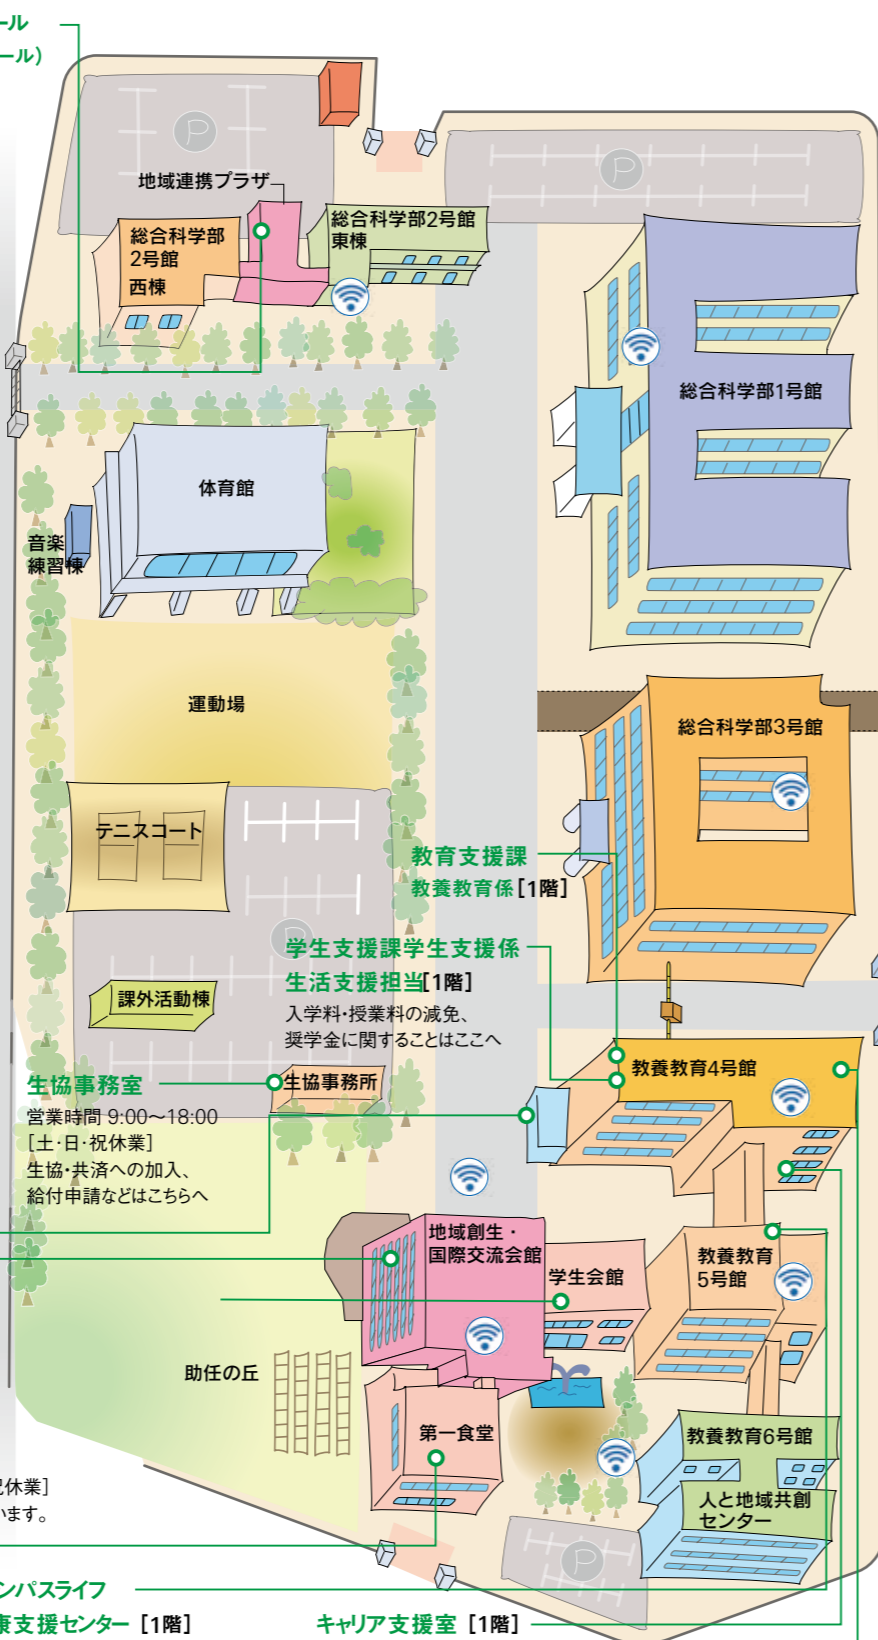 ール
ール）
P
P
地域連携プラザ
総合科学部
2号館
西棟
総合科学部2号館
東棟
総合科学部1号館
体育館
音楽
練習棟
運動場
総合科学部3号館
テニスコート
教育支援課
教養教育係［1階］
P
学生支援課学生支援係
生活支援担当［1階］
入学料・授業料の減免、
奨学金に関することはここへ
課外活動棟
生協事務所
生協事務室
営業時間 9:00〜18:00
［土・日・祝休業］
生協・共済への加入、
給付申請などはこちらへ
教養教育4号館
地域創生・
国際交流会館
学生会館
教養教育
5号館
助任の丘
第一食堂
教養教育6号館
人と地域共創
センター
P
休業］
います。
ンパスライフ
康支援センター［1階］
キャリア支援室［1階］